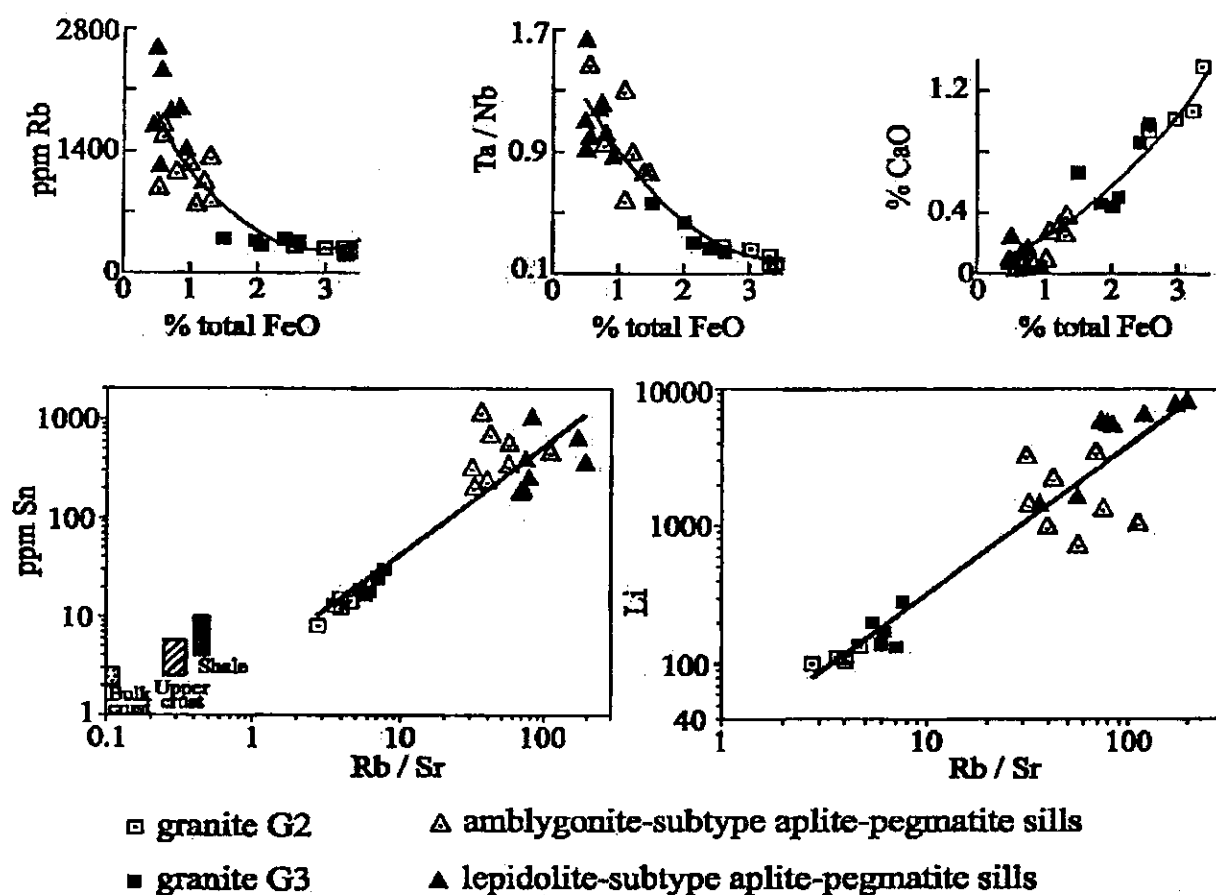 2800
1400
0
ppm Rb
0 1 2 3
% total FeO
1.7
0.9
0.1
Ta / Nb
0 1 2 3
% total FeO
1.2
0.4
0
% CaO
0 1 2 3
% total FeO
1000
100
10
1
ppm Sn
Shale
Upper crust
Bulk crust
0.1 1 10 100
Rb / Sr
10000
1000
100
40
Li
1 10 100
Rb / Sr
granite G2
amblygonite-subtype aplite-pegmatite sills
granite G3
lepidolite-subtype aplite-pegmatite sills